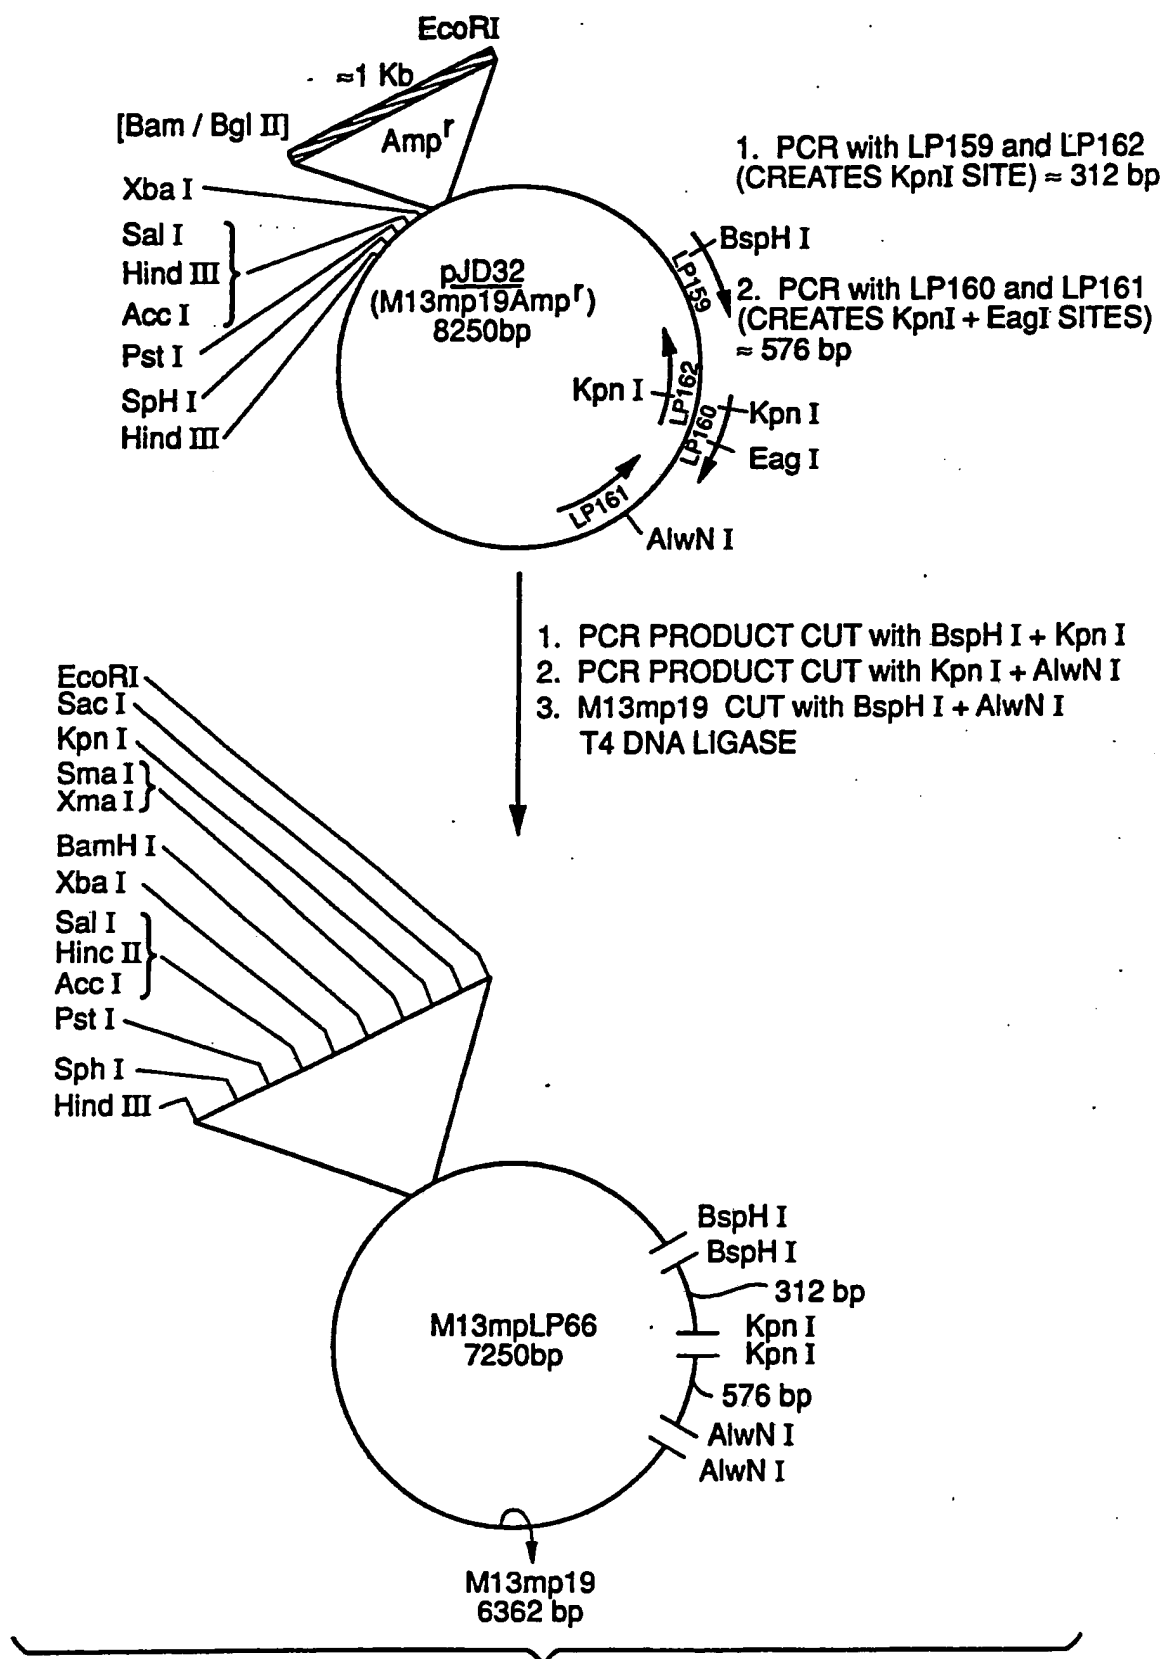 EcoRI
≈1 Kb
[Bam / Bgl II]
Ampʳ
Xba I
Sal I
Hind III
Acc I
Pst I
SpH I
Hind III
pJD32
(M13mp19Ampʳ)
8250bp
1. PCR with LP159 and LP162
(CREATES KpnI SITE) ≈ 312 bp
BspH I
LP159
2. PCR with LP160 and LP161
(CREATES KpnI + EagI SITES)
≈ 576 bp
Kpn I
LP162
LP160
Kpn I
Eag I
LP161
AlwN I
1. PCR PRODUCT CUT with BspH I + Kpn I
2. PCR PRODUCT CUT with Kpn I + AlwN I
3. M13mp19 CUT with BspH I + AlwN I
T4 DNA LIGASE
EcoRI
Sac I
Kpn I
Sma I
Xma I
BamH I
Xba I
Sal I
Hinc II
Acc I
Pst I
Sph I
Hind III
BspH I
BspH I
312 bp
M13mpLP66
7250bp
Kpn I
Kpn I
576 bp
AlwN I
AlwN I
M13mp19
6362 bp